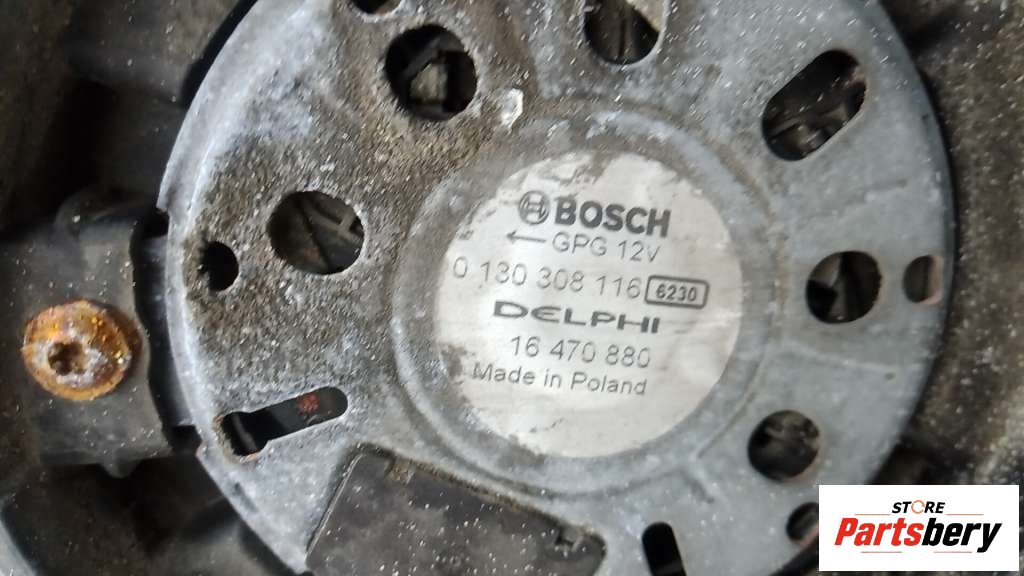 BOSCH
← GPG 12V
0 130 308 116 6230
DELPHI
16 470 880
Made in Poland
STORE
Partsbery